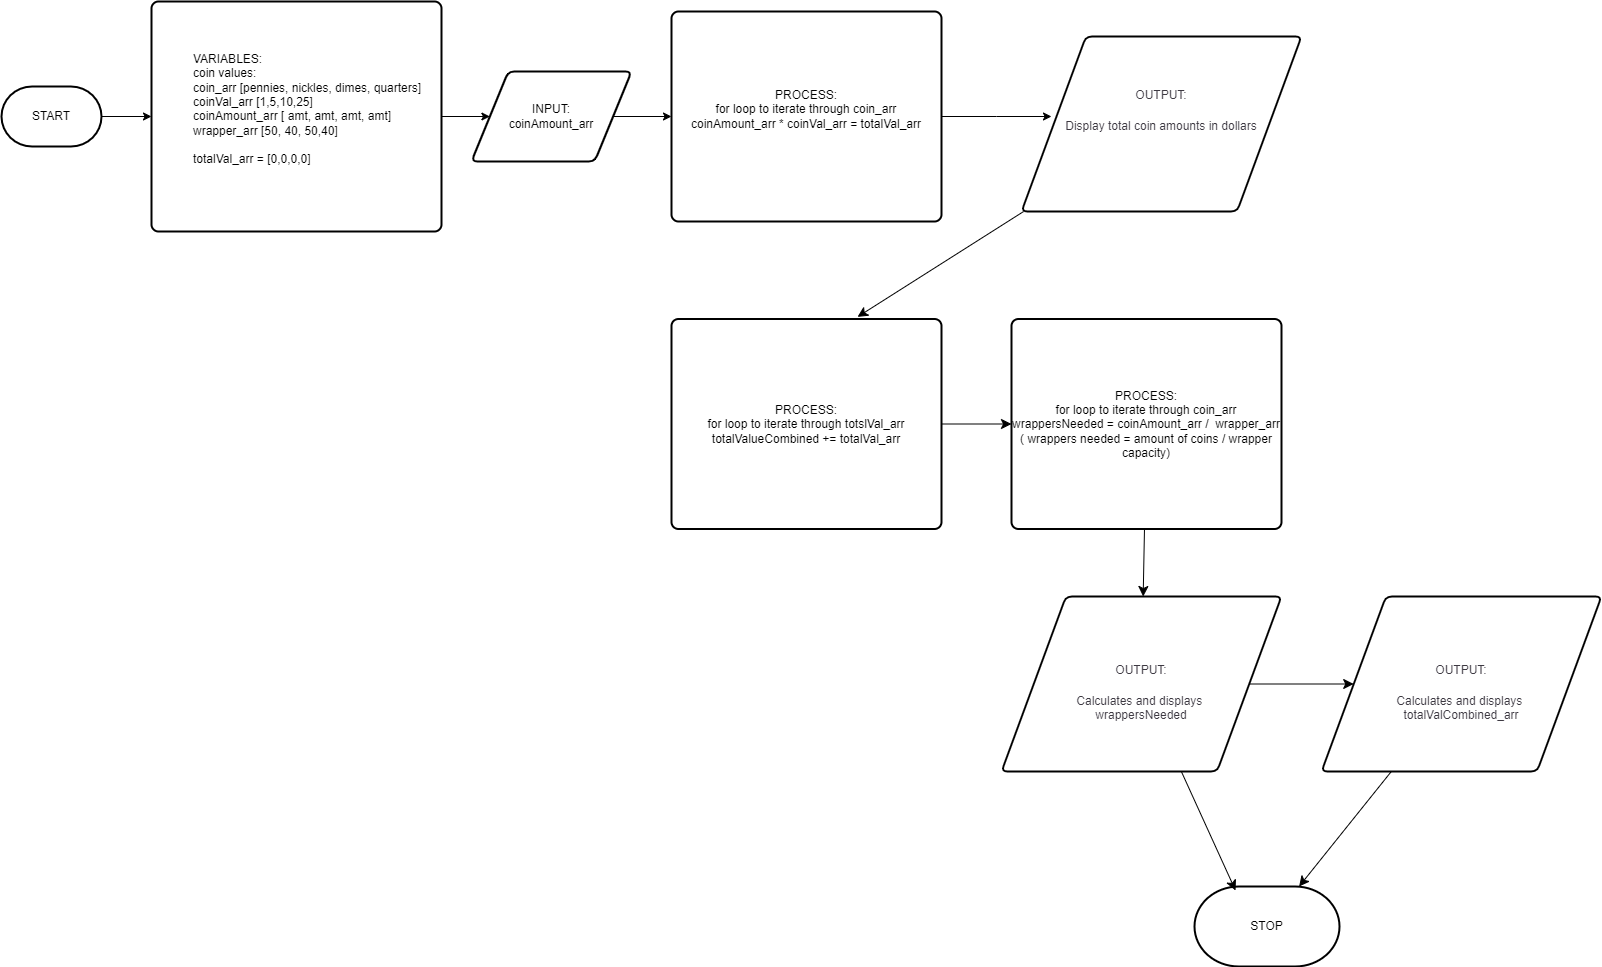 START
VARIABLES:
coin values:
coin_arr [pennies, nickles, dimes, quarters]
coinVal_arr [1,5,10,25]
coinAmount_arr [ amt, amt, amt, amt]
wrapper_arr [50, 40, 50,40]
totalVal_arr = [0,0,0,0]
INPUT:
coinAmount_arr
PROCESS:
for loop to iterate through coin_arr
coinAmount_arr * coinVal_arr = totalVal_arr
OUTPUT:
Display total coin amounts in dollars
PROCESS:
for loop to iterate through totslVal_arr
totalValueCombined += totalVal_arr
PROCESS:
for loop to iterate through coin_arr
wrappersNeeded = coinAmount_arr / wrapper_arr
( wrappers needed = amount of coins / wrapper
capacity)
OUTPUT:
Calculates and displays
wrappersNeeded
OUTPUT:
Calculates and displays
totalValCombined_arr
STOP